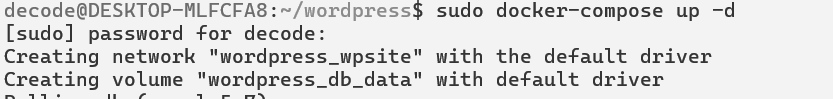 decode@DESKTOP-MLFCFA8:~/wordpress$ sudo docker-compose up -d
[sudo] password for decode:
Creating network "wordpress_wpsite" with the default driver
Creating volume "wordpress_db_data" with default driver